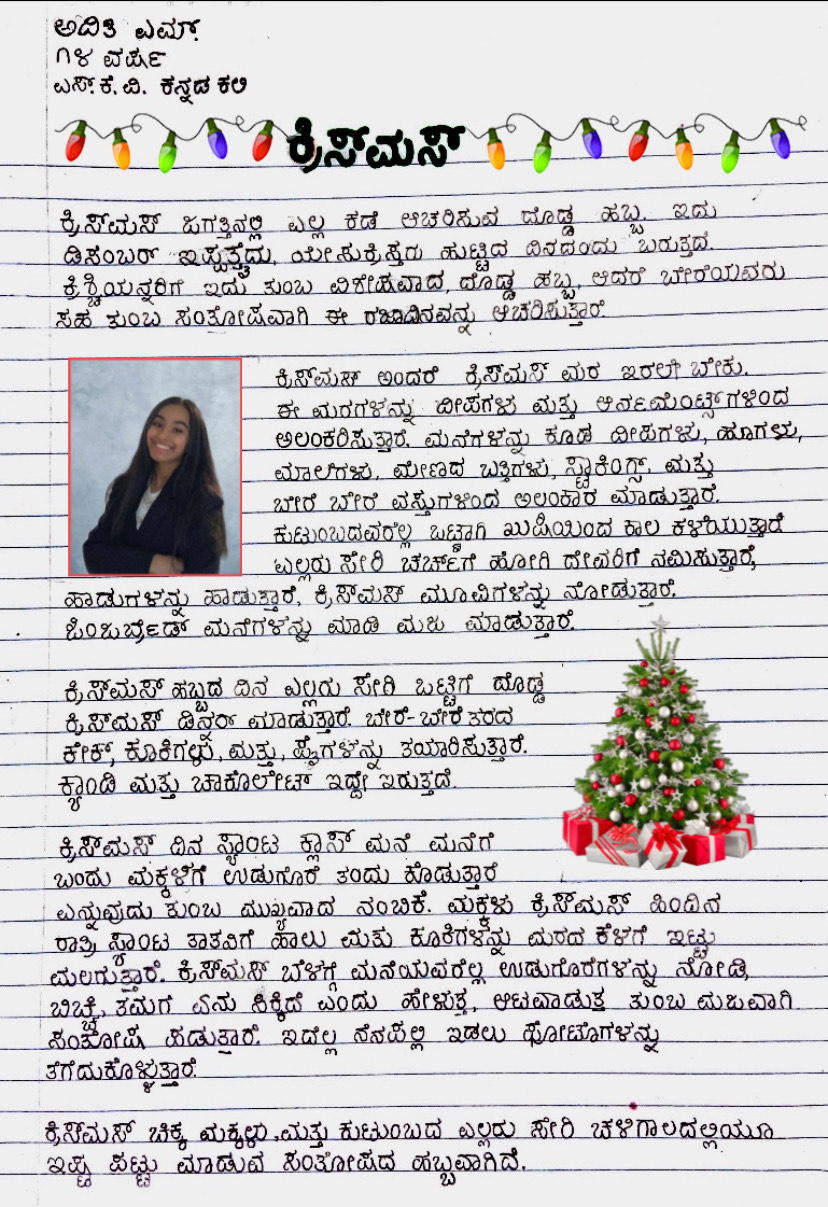 ಅದಿತಿ ಎಮ್.
೧೪ ವರ್ಷ
ಎಸ್. ಕೆ. ವಿ. ಕನ್ನಡ ಕಲಿ
ಕ್ರಿಸ್‌ಮಸ್
ಕ್ರಿಸ್‌ಮಸ್ ಜಗತ್ತಿನಲ್ಲಿ ಎಲ್ಲ ಕಡೆ ಆಚರಿಸುವ ದೊಡ್ಡ ಹಬ್ಬ. ಇದು
ಡಿಸಂಬರ್ ಇಪ್ಪತ್ತೈದು, ಯೇಸುಕ್ರಿಸ್ತರು ಹುಟ್ಟಿದ ದಿನದಂದು ಬರುತ್ತದೆ.
ಕ್ರಿಶ್ಚಿಯನ್ನರಿಗೆ ಇದು ತುಂಬ ವಿಶೇಷವಾದ, ದೊಡ್ಡ ಹಬ್ಬ, ಆದರೆ ಬೇರೆಯವರು
ಸಹ ತುಂಬ ಸಂತೋಷವಾಗಿ ಈ ರಜಾದಿನವನ್ನು ಆಚರಿಸುತ್ತಾರೆ.
ಕ್ರಿಸ್‌ಮಸ್ ಅಂದರೆ ಕ್ರಿಸ್‌ಮಸ್ ಮರ ಇರಲೇ ಬೇಕು.
ಈ ಮರಗಳನ್ನು ದೀಪಗಳು ಮತ್ತು ಆರ್ನಮೆಂಟ್ಸ್‌ಗಳಿಂದ
ಅಲಂಕರಿಸುತ್ತಾರೆ. ಮನೆಗಳನ್ನು ಕೂಡ ದೀಪಗಳು, ಹೂಗಳು,
ಮಾಲೆಗಳು, ಮೇಣದ ಬತ್ತಿಗಳು, ಸ್ಟಾಕಿಂಗ್ಸ್, ಮತ್ತು
ಬೇರೆ ಬೇರೆ ವಸ್ತುಗಳಿಂದ ಅಲಂಕಾರ ಮಾಡುತ್ತಾರೆ.
ಕುಟುಂಬದವರೆಲ್ಲ ಒಟ್ಟಾಗಿ ಖುಷಿಯಿಂದ ಕಾಲ ಕಳೆಯುತ್ತಾರೆ
ಎಲ್ಲರು ಸೇರಿ ಚರ್ಚ್‌ಗೆ ಹೋಗಿ ದೇವರಿಗೆ ನಮಿಸುತ್ತಾರೆ,
ಹಾಡುಗಳನ್ನು ಹಾಡುತ್ತಾರೆ, ಕ್ರಿಸ್‌ಮಸ್ ಮೂವಿಗಳನ್ನು ನೋಡುತ್ತಾರೆ.
ಜಿಂಜಬ್ರೆಡ್ ಮನೆಗಳನ್ನು ಮಾಡಿ ಮಜ ಮಾಡುತ್ತಾರೆ.
ಕ್ರಿಸ್‌ಮಸ್ ಹಬ್ಬದ ದಿನ ಎಲ್ಲರು ಸೇರಿ ಒಟ್ಟಿಗೆ ದೊಡ್ಡ
ಕ್ರಿಸ್‌ಮಸ್ ಡಿನ್ನರ್ ಮಾಡುತ್ತಾರೆ. ಬೇರೆ-ಬೇರೆ ತರದ
ಕೇಕ್, ಕೂಕಿಗಳು, ಮತ್ತು, ಪೈಗಳನ್ನು ತಯಾರಿಸುತ್ತಾರೆ.
ಕ್ಯಾಂಡಿ ಮತ್ತು ಚಾಕೊಲೇಟ್ ಇದ್ದೇ ಇರುತ್ತದೆ.
ಕ್ರಿಸ್‌ಮಸ್ ದಿನ ಸ್ಯಾಂಟ ಕ್ಲಾಸ್ ಮನೆ ಮನೆಗೆ
ಬಂದು ಮಕ್ಕಳಿಗೆ ಉಡುಗೊರೆ ತಂದು ಕೊಡುತ್ತಾರೆ
ಎನ್ನುವುದು ತುಂಬ ಮುಖ್ಯವಾದ ನಂಬಿಕೆ. ಮಕ್ಕಳು ಕ್ರಿಸ್‌ಮಸ್ ಹಿಂದಿನ
ರಾತ್ರಿ ಸ್ಯಾಂಟ ತಾತವಿಗೆ ಹಾಲು ಮತು ಕೂಕಿಗಳನ್ನು ಮರದ ಕೆಳಗೆ ಇಟ್ಟು
ಮಲಗುತ್ತಾರೆ. ಕ್ರಿಸ್‌ಮಸ್ ಬೆಳಗ್ಗೆ ಮನೆಯವರೆಲ್ಲ ಉಡುಗೊರೆಗಳನ್ನು ನೋಡಿ,
ಬಿಚ್ಚಿ, ತಮಗೆ ಏನು ಸಿಕ್ಕಿದೆ ಎಂದು ಹೇಳುತ್ತ, ಆಟವಾಡುತ್ತ ತುಂಬ ಮಜವಾಗಿ
ಸಂತೋಷ ಪಡುತ್ತಾರೆ. ಇದೆಲ್ಲ ನೆನಪಲ್ಲಿ ಇಡಲು ಫೋಟೊಗಳನ್ನು
ತೆಗೆದುಕೊಳ್ಳುತ್ತಾರೆ
ಕ್ರಿಸ್‌ಮಸ್ ಚಿಕ್ಕ ಮಕ್ಕಳು, ಮತ್ತು ಕುಟುಂಬದ ಎಲ್ಲರು ಸೇರಿ ಚಳಿಗಾಲದಲ್ಲಿಯೂ
ಇಷ್ಟ ಪಟ್ಟು ಮಾಡುವ ಸಂತೋಷದ ಹಬ್ಬವಾಗಿದೆ.